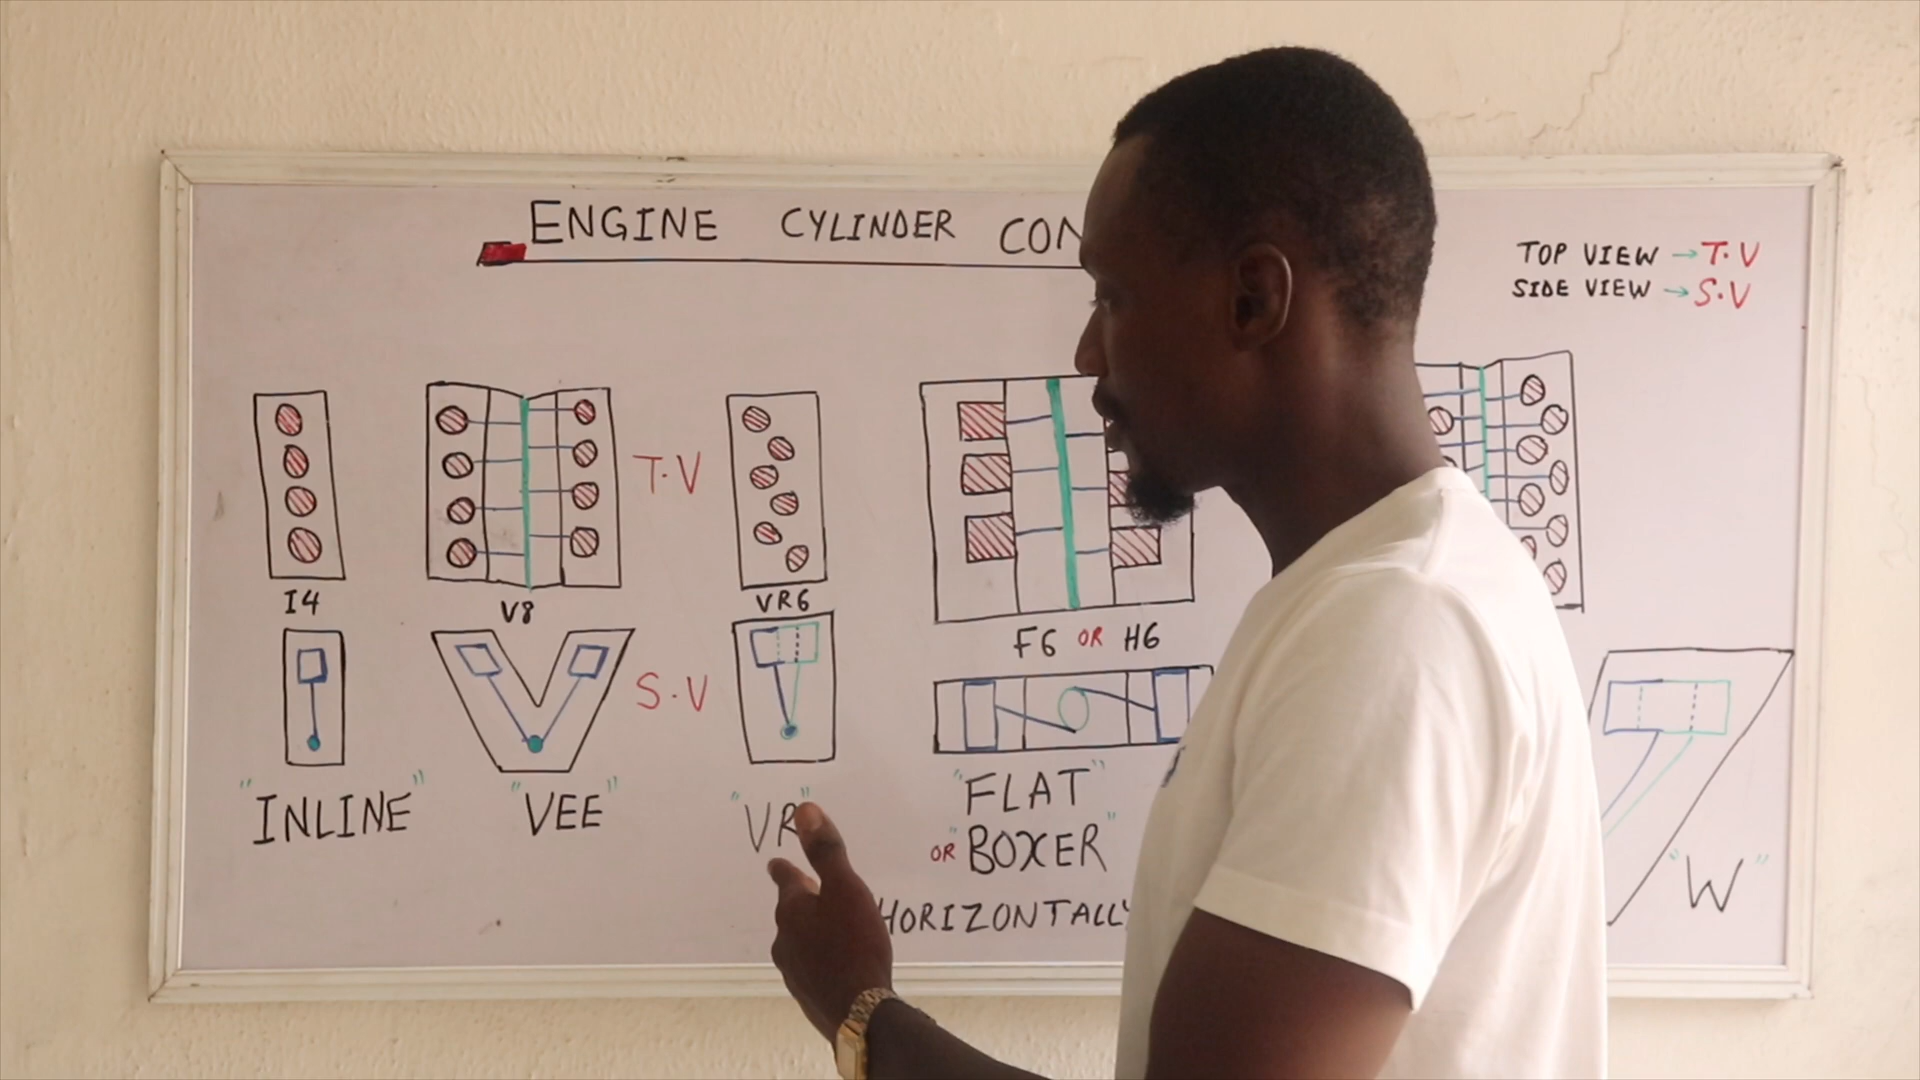 ENGINE CYLINDER CON
TOP VIEW → T.V
SIDE VIEW → S.V
T.V
I4
V8
VR6
F6 OR H6
S.V
"INLINE"
"VEE"
"VR"
"FLAT"
OR "BOXER"
HORIZONTALLY
"W"